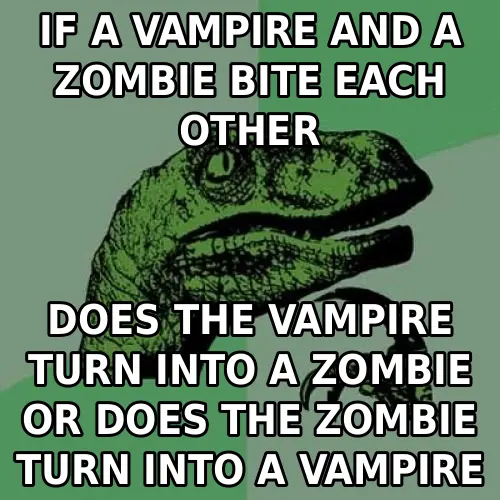 IF A VAMPIRE AND A
ZOMBIE BITE EACH
OTHER
DOES THE VAMPIRE
TURN INTO A ZOMBIE
OR DOES THE ZOMBIE
TURN INTO A VAMPIRE